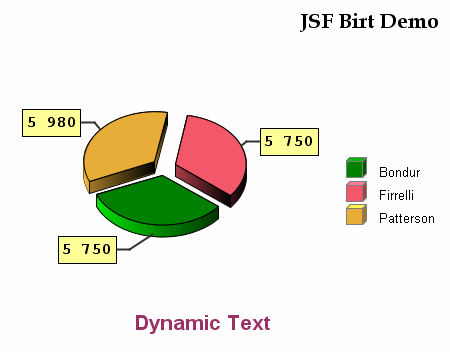 JSF Birt Demo
5 980
5 750
5 750
Bondur
Firrelli
Patterson
Dynamic Text